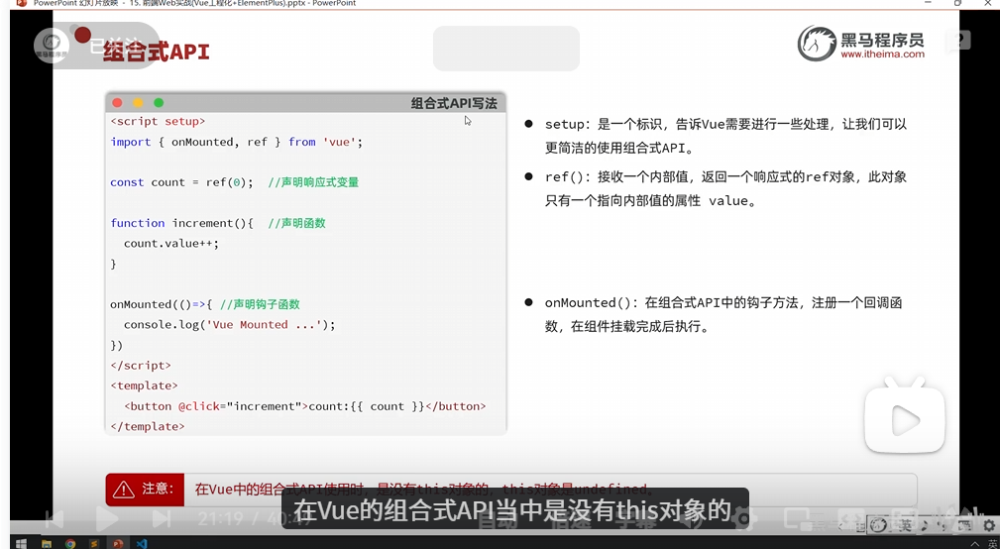 PowerPoint 幻灯片放映 - 15. 前端Web实战(Vue工程化+ElementPlus).pptx - PowerPoint
已关注
组合式API
黑马程序员
www.itheima.com
组合式API写法
<script setup>
import { onMounted, ref } from 'vue';
const count = ref(0); //声明响应式变量
function increment(){ //声明函数
count.value++;
}
onMounted(()=>{ //声明钩子函数
console.log('Vue Mounted ...');
})
</script>
<template>
<button @click="increment">count:{{ count }}</button>
</template>
● setup：是一个标识，告诉Vue需要进行一些处理，让我们可以
更简洁的使用组合式API。
● ref()：接收一个内部值，返回一个响应式的ref对象，此对象
只有一个指向内部值的属性 value。
● onMounted()：在组合式API中的钩子方法，注册一个回调函
数，在组件挂载完成后执行。
注意：
在Vue中的组合式API使用时，是没有this对象的，this对象是undefined。
在Vue的组合式API当中是没有this对象的
21:19 / 40:47
自动 倍速 字幕
英
英